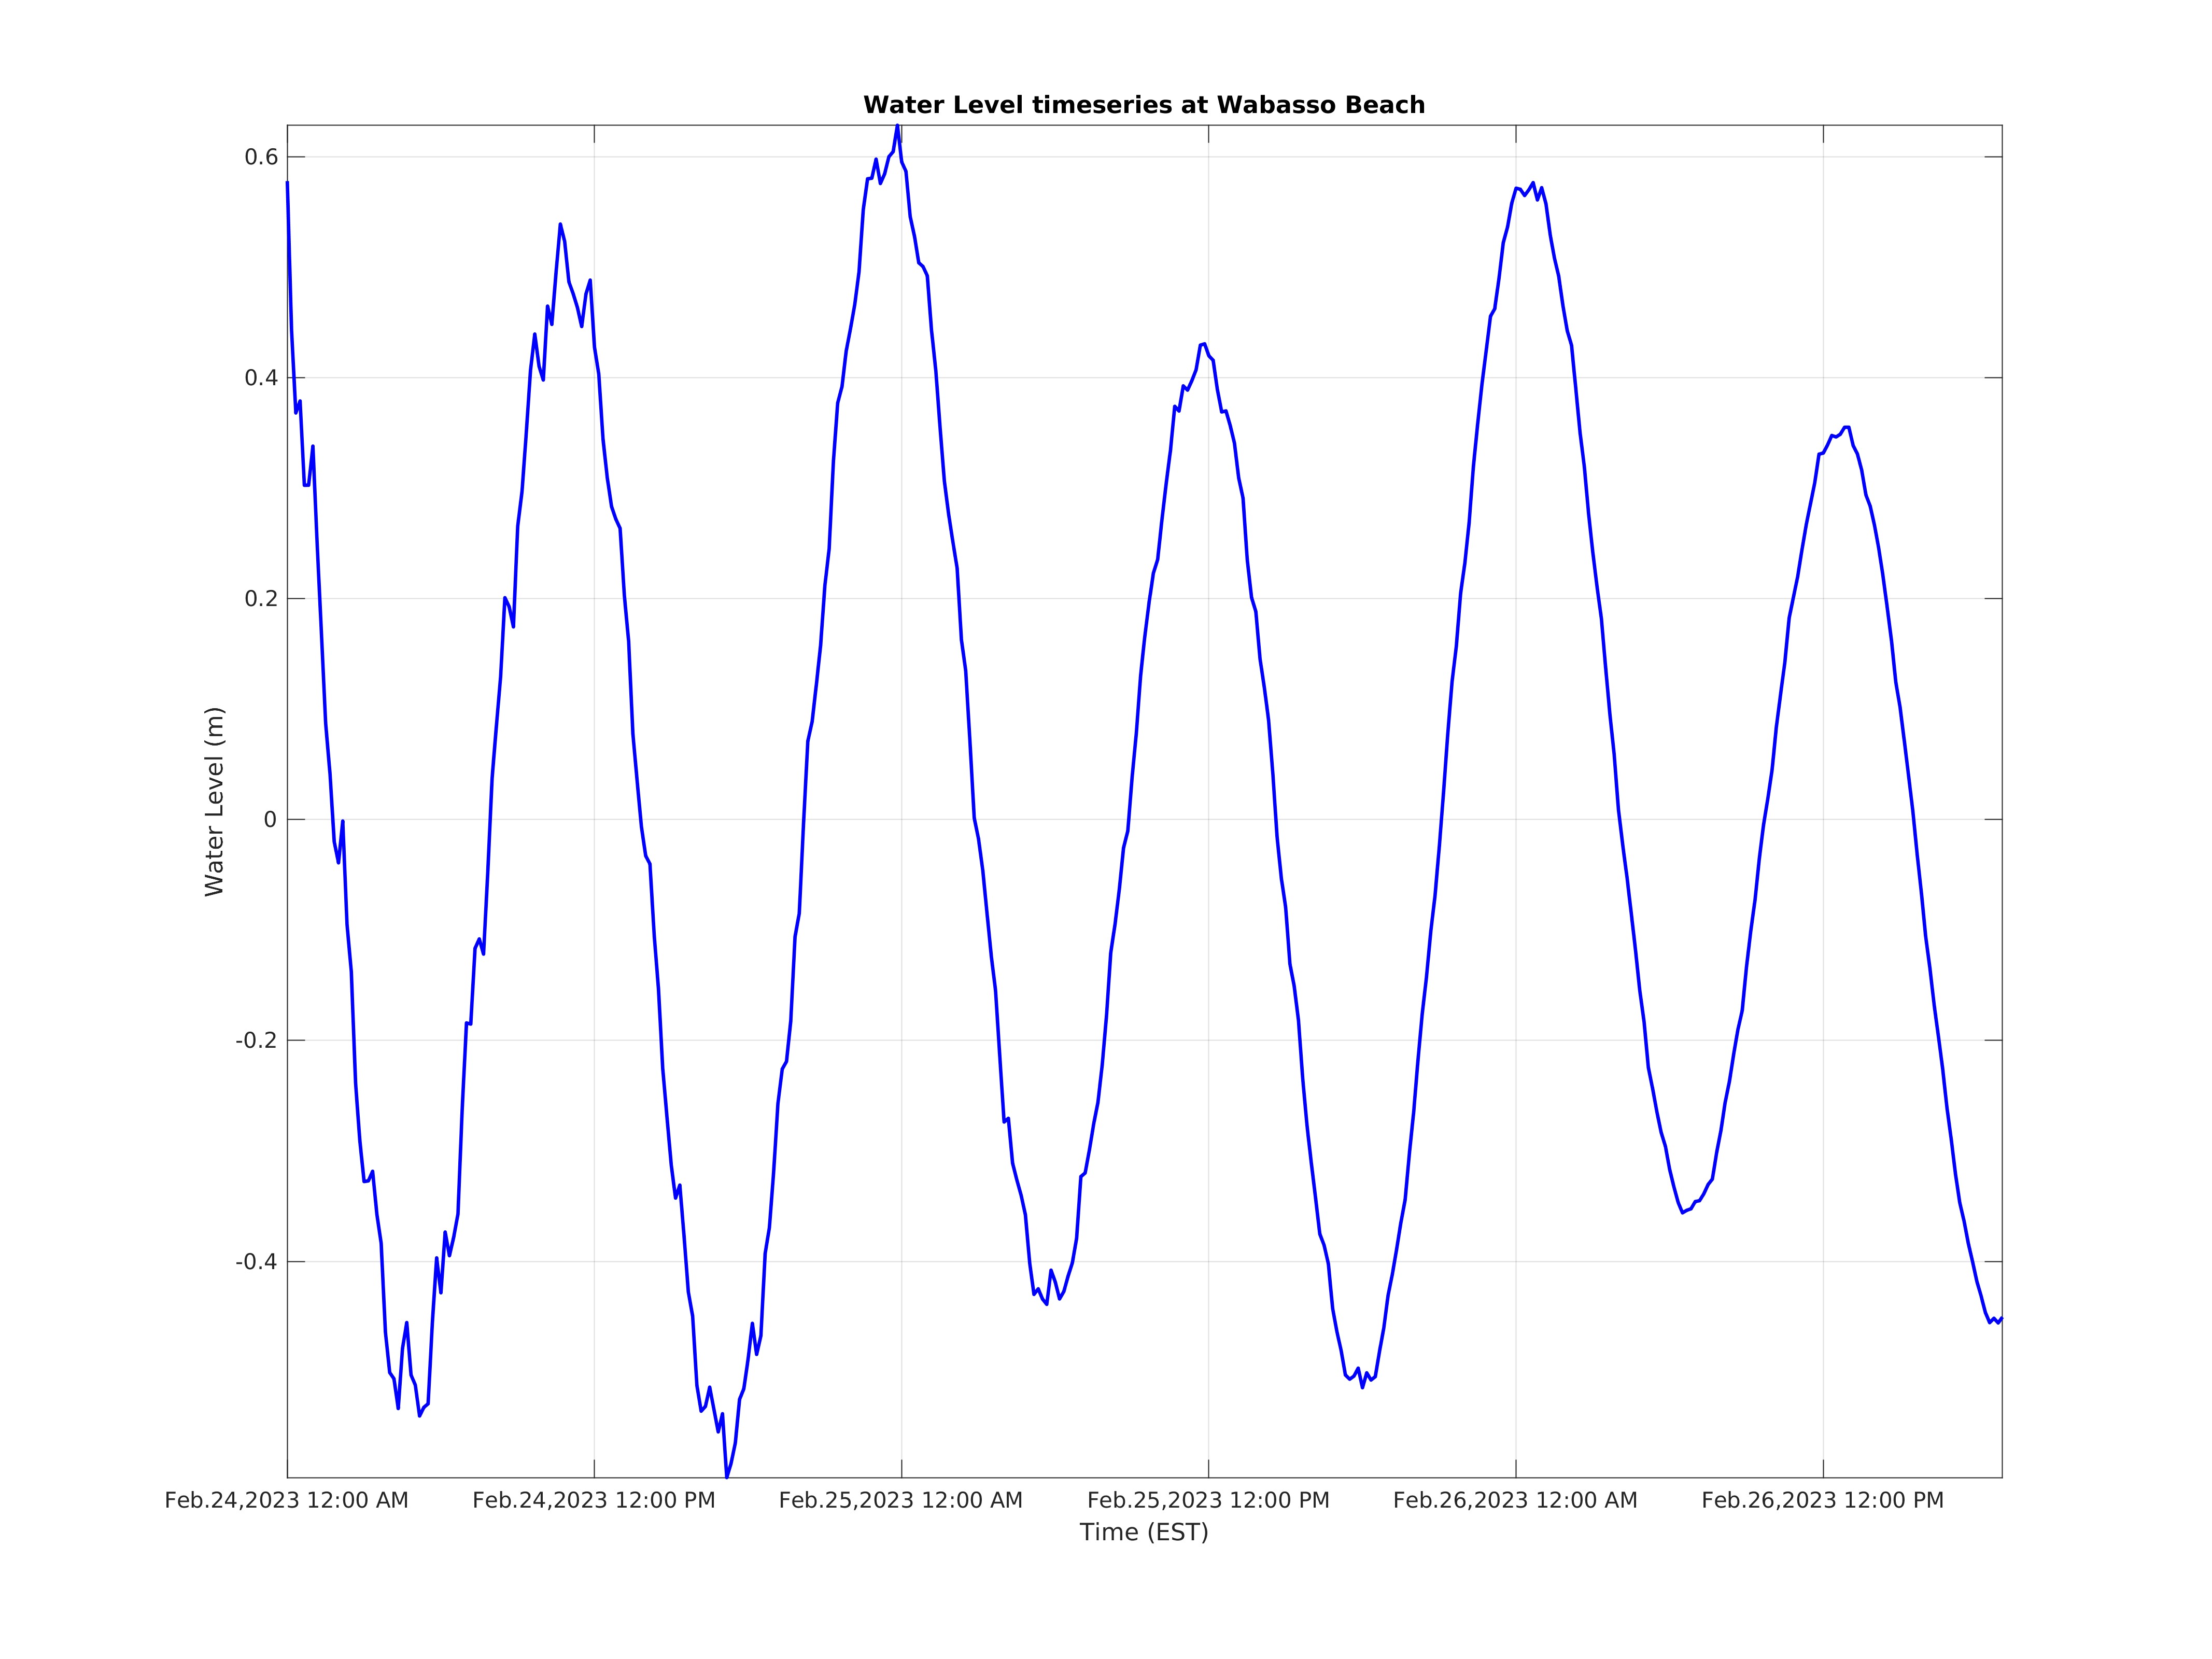 Water Level timeseries at Wabasso Beach
0.6
0.4
0.2
0
-0.2
-0.4
Water Level (m)
Feb.24,2023 12:00 AM
Feb.24,2023 12:00 PM
Feb.25,2023 12:00 AM
Feb.25,2023 12:00 PM
Feb.26,2023 12:00 AM
Feb.26,2023 12:00 PM
Time (EST)